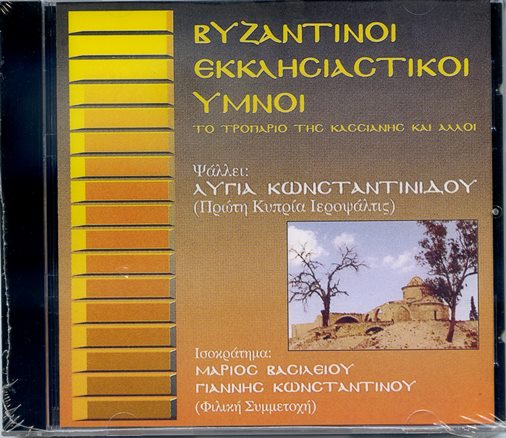 ΒΥΖΑΝΤΙΝΟΙ
ΕΚΚΛΗΣΙΑΣΤΙΚΟΙ
ΥΜΝΟΙ
ΤΟ ΤΡΟΠΑΡΙΟ ΤΗΣ ΚΑΣΣΙΑΝΗΣ ΚΑΙ ΑΛΛΟΙ
Ψάλλει:
ΛΥΓΙΑ ΚΩΝΣΤΑΝΤΙΝΙΔΟΥ
(Πρώτη Κυπρία Ιεροψάλτις)
Ισοκράτημα:
ΜΑΡΙΟΣ ΒΑΣΙΛΕΙΟΥ
ΓΙΑΝΝΗΣ ΚΩΝΣΤΑΝΤΙΝΟΥ
(Φιλική Συμμετοχή)